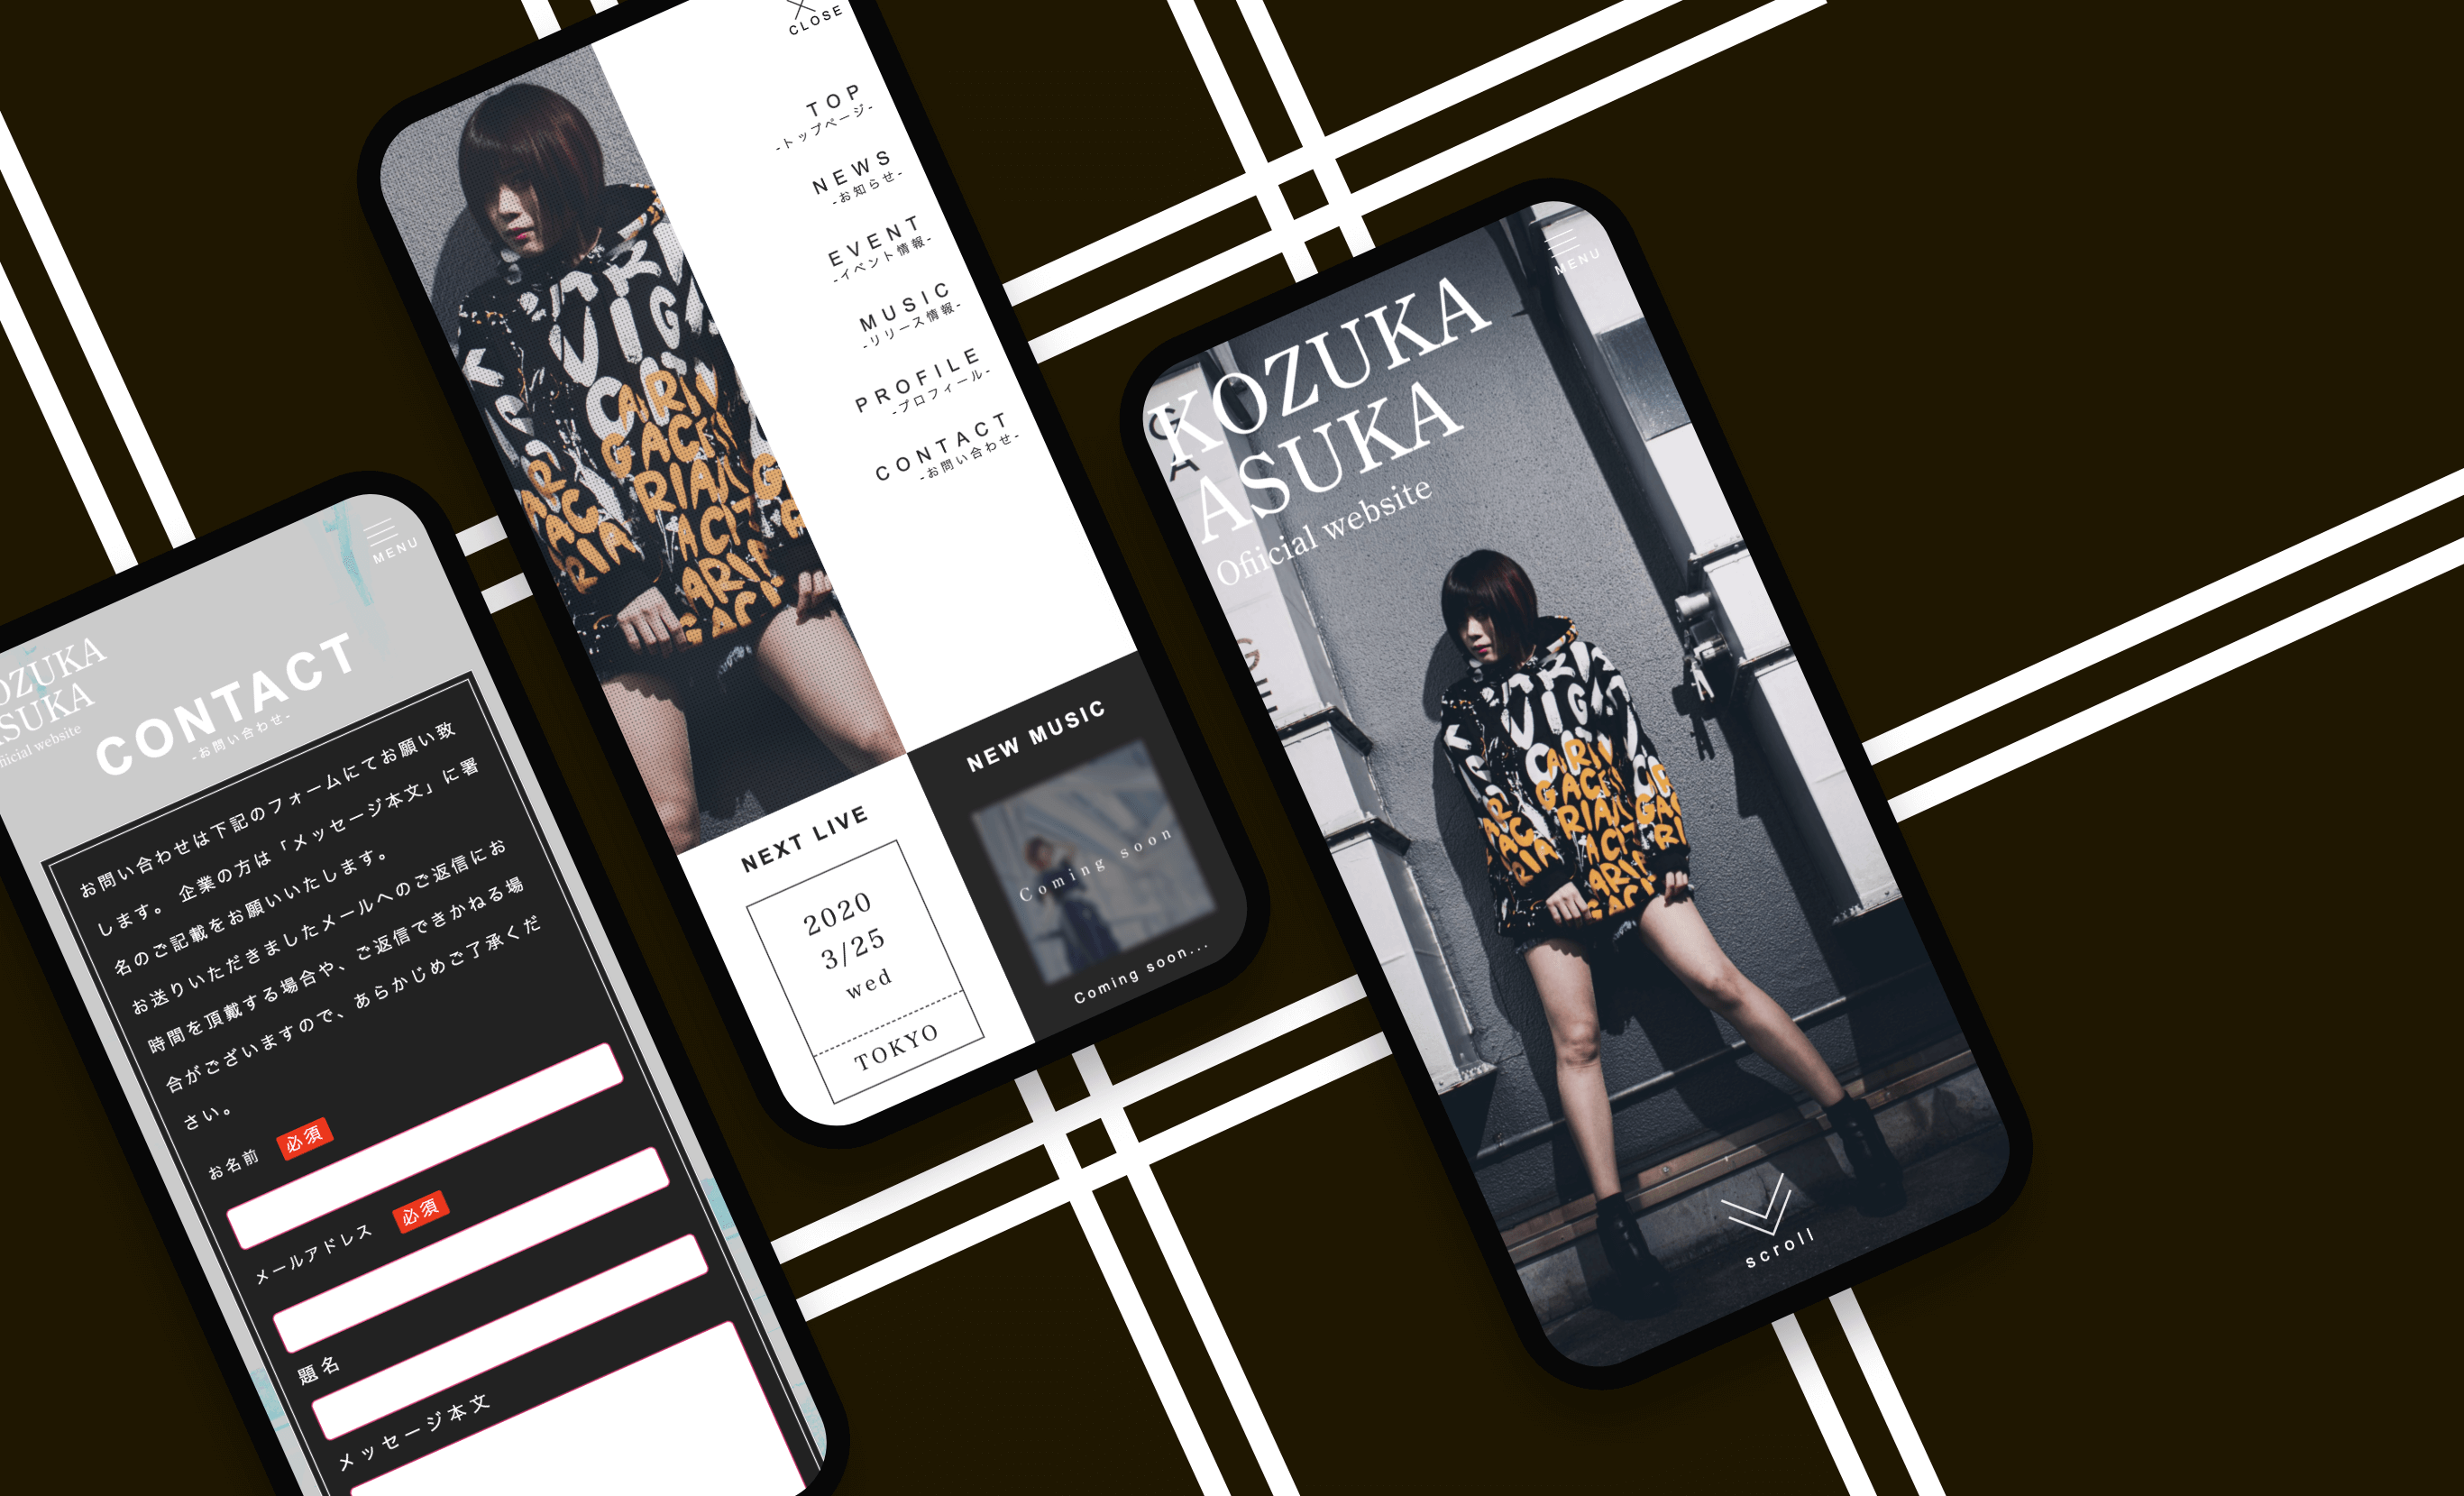 MENU
OZUKA
SUKA
ficial website
CONTACT
-お問い合わせ-
お問い合わせは下記のフォームにてお願い致
します。 企業の方は「メッセージ本文」に署
名のご記載をお願いいたします。
お送りいただきましたメールへのご返信にお
時間を頂戴する場合や、ご返信できかねる場
合がございますので、あらかじめご了承くだ
さい。
お名前 必須
メールアドレス 必須
題名
メッセージ本文
CLOSE
TOP
-トップページ-
NEWS
-お知らせ-
EVENT
-イベント情報-
MUSIC
-リリース情報-
PROFILE
-プロフィール-
CONTACT
-お問い合わせ-
NEXT LIVE
2020
3/25
wed
TOKYO
NEW MUSIC
Coming soon
Coming soon...
MENU
KOZUKA
ASUKA
Ofiicial website
scroll